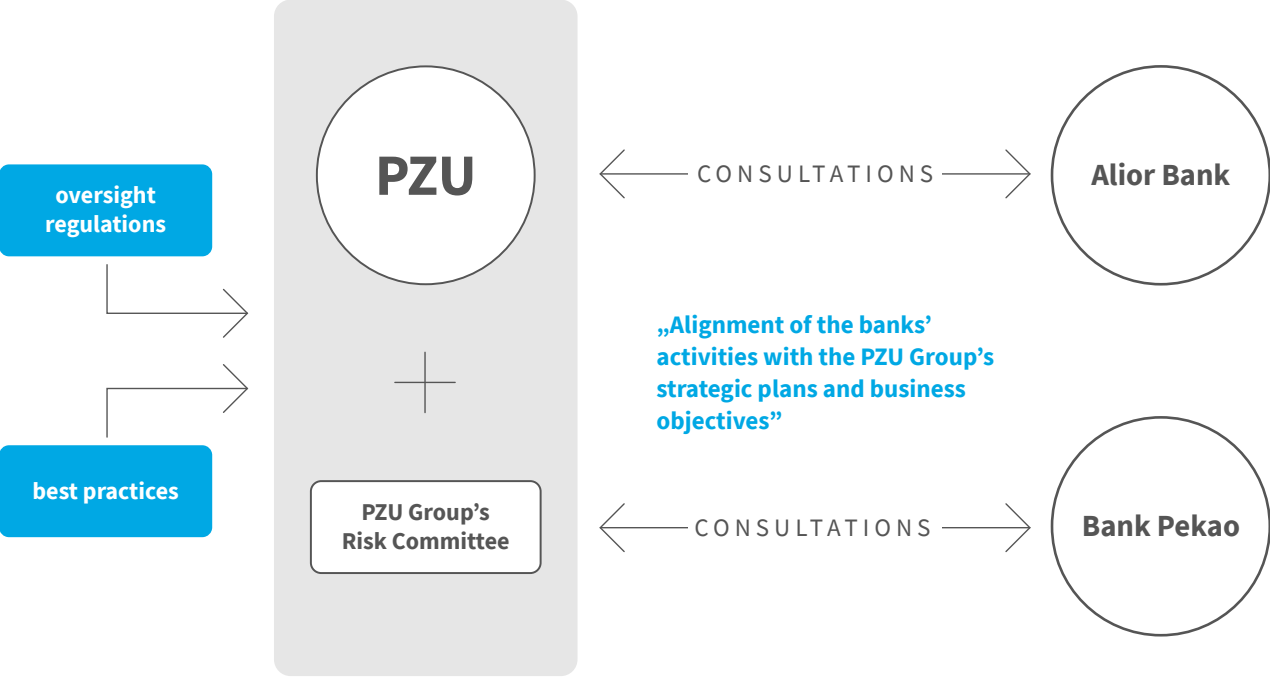 oversight
regulations
best practices
PZU
PZU Group’s
Risk Committee
CONSULTATIONS
„Alignment of the banks’
activities with the PZU Group’s
strategic plans and business
objectives”
CONSULTATIONS
Alior Bank
Bank Pekao